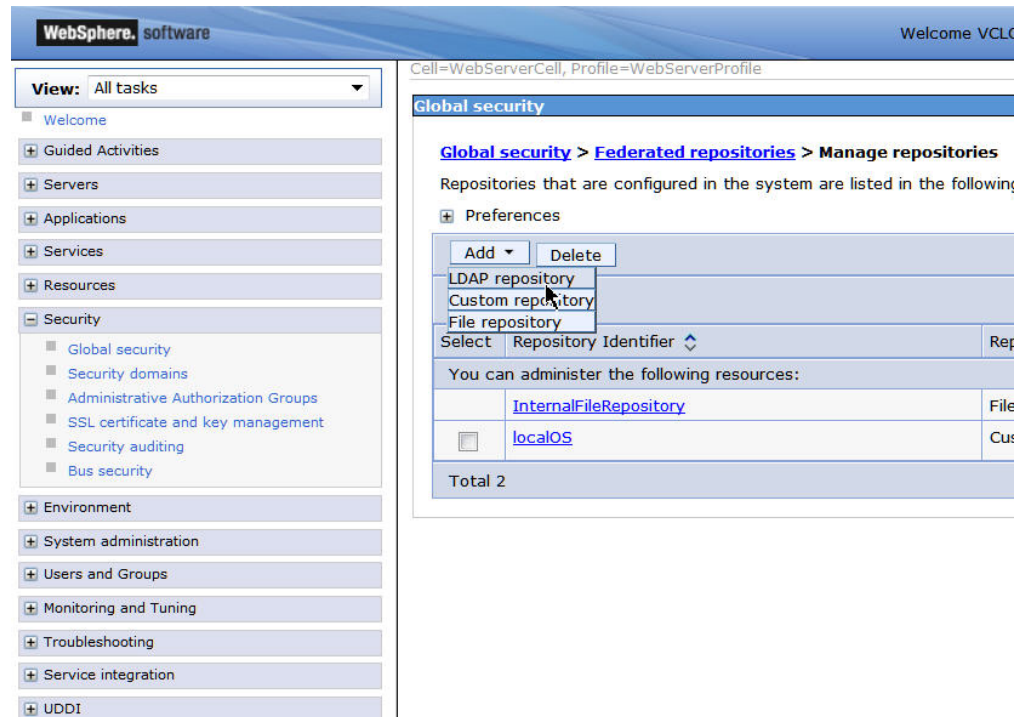 WebSphere. software
Welcome
View: All tasks
Welcome
Guided Activities
Servers
Applications
Services
Resources
Security
Global security
Security domains
Administrative Authorization Groups
SSL certificate and key management
Security auditing
Bus security
Environment
System administration
Users and Groups
Monitoring and Tuning
Troubleshooting
Service integration
UDDI
Cell=WebServerCell, Profile=WebServerProfile
Global security
Global security > Federated repositories > Manage repositories
Repositories that are configured in the system are listed in the following
Preferences
Add Delete
LDAP repository
Custom repository
File repository
Select Repository Identifier
You can administer the following resources:
InternalFileRepository File
localOS
Total 2